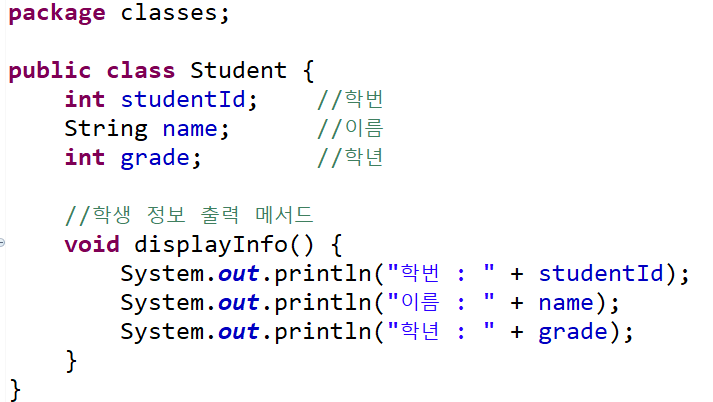 package classes;
public class Student {
int studentId; //학번
String name; //이름
int grade; //학년
//학생 정보 출력 메서드
void displayInfo() {
System.out.println("학번 : " + studentId);
System.out.println("이름 : " + name);
System.out.println("학년 : " + grade);
}
}